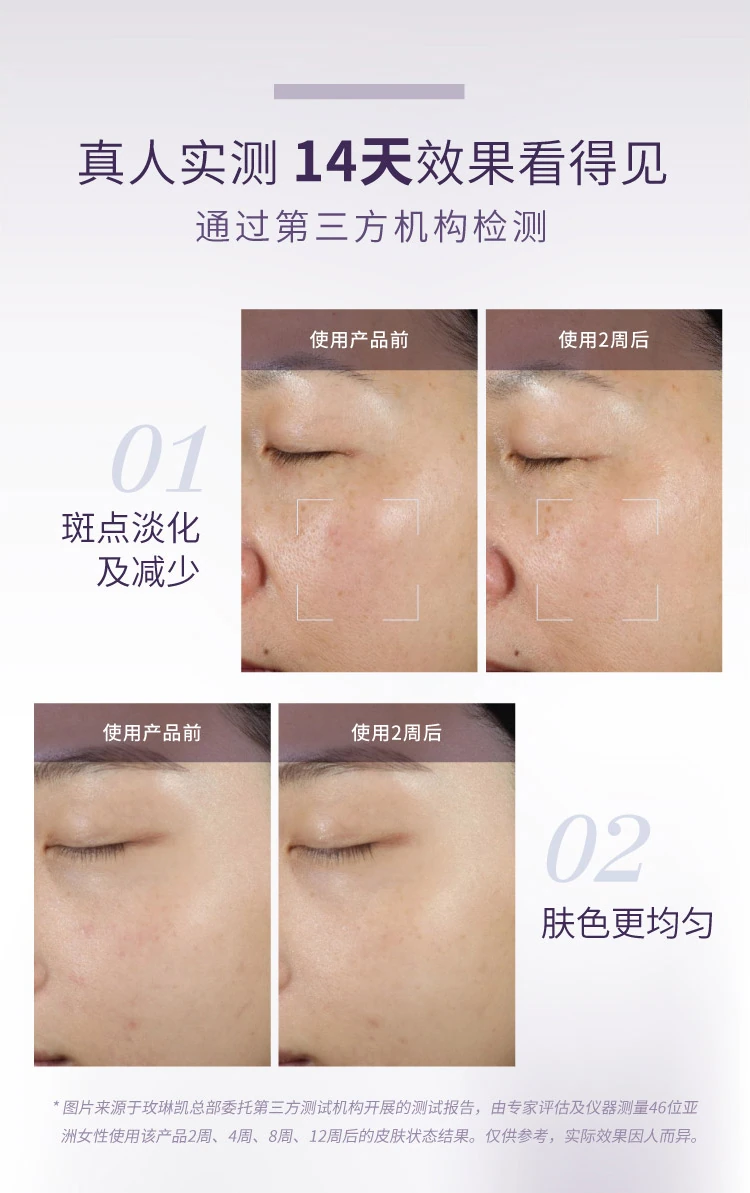 真人实测 14天效果看得见
通过第三方机构检测
使用产品前
使用2周后
01
斑点淡化
及减少
使用产品前
使用2周后
02
肤色更均匀
* 图片来源于玫琳凯总部委托第三方测试机构开展的测试报告，由专家评估及仪器测量46位亚
洲女性使用该产品2周、4周、8周、12周后的皮肤状态结果。仅供参考，实际效果因人而异。